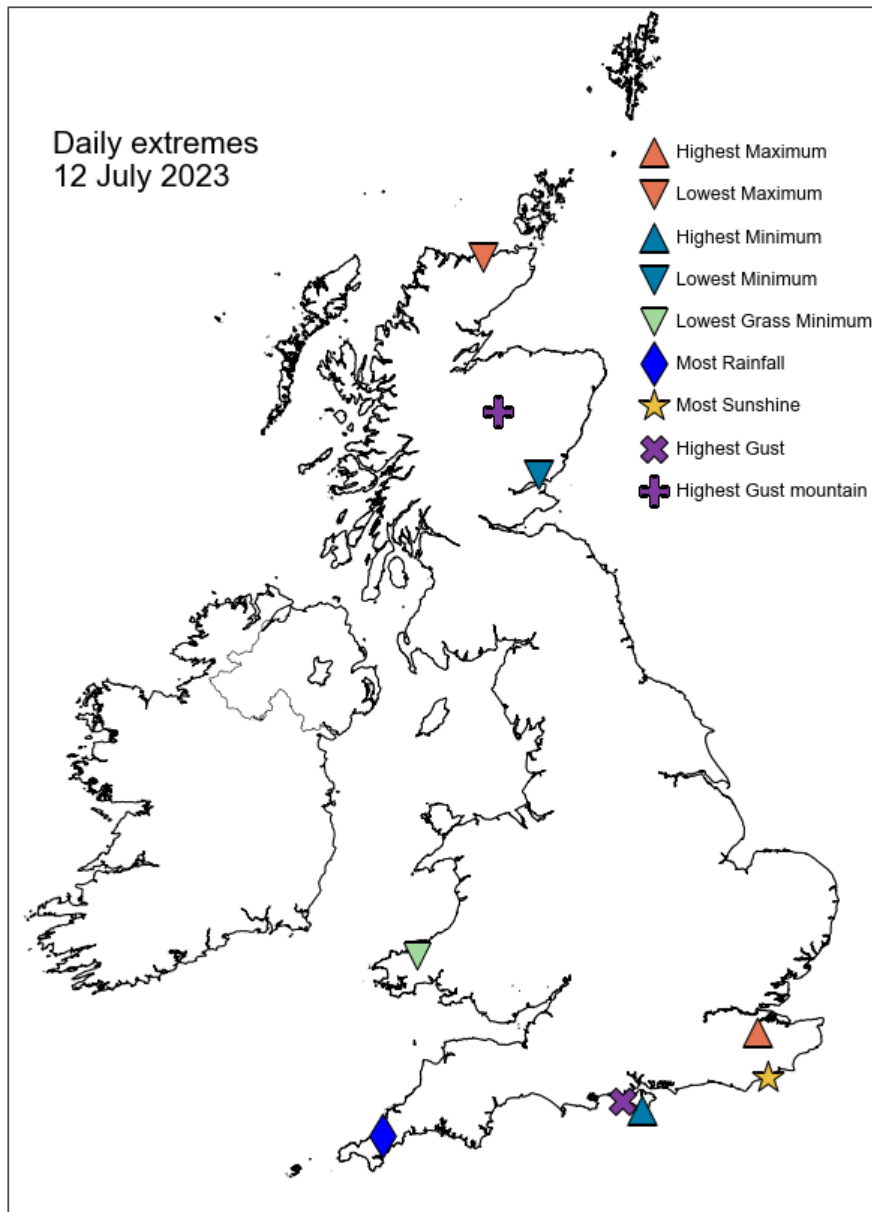 Daily extremes
12 July 2023
Highest Maximum
Lowest Maximum
Highest Minimum
Lowest Minimum
Lowest Grass Minimum
Most Rainfall
Most Sunshine
Highest Gust
Highest Gust mountain